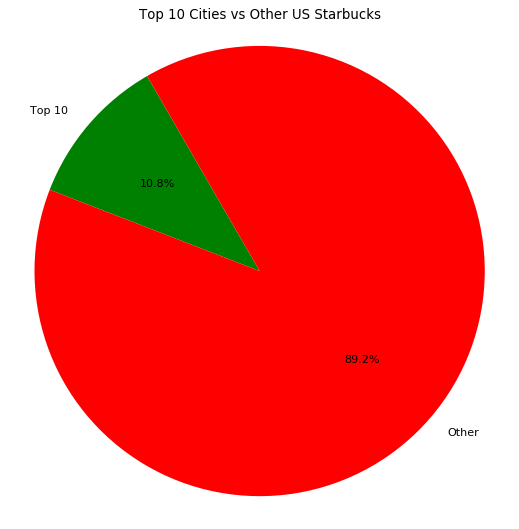 Top 10 Cities vs Other US Starbucks
Top 10
10.8%
89.2%
Other